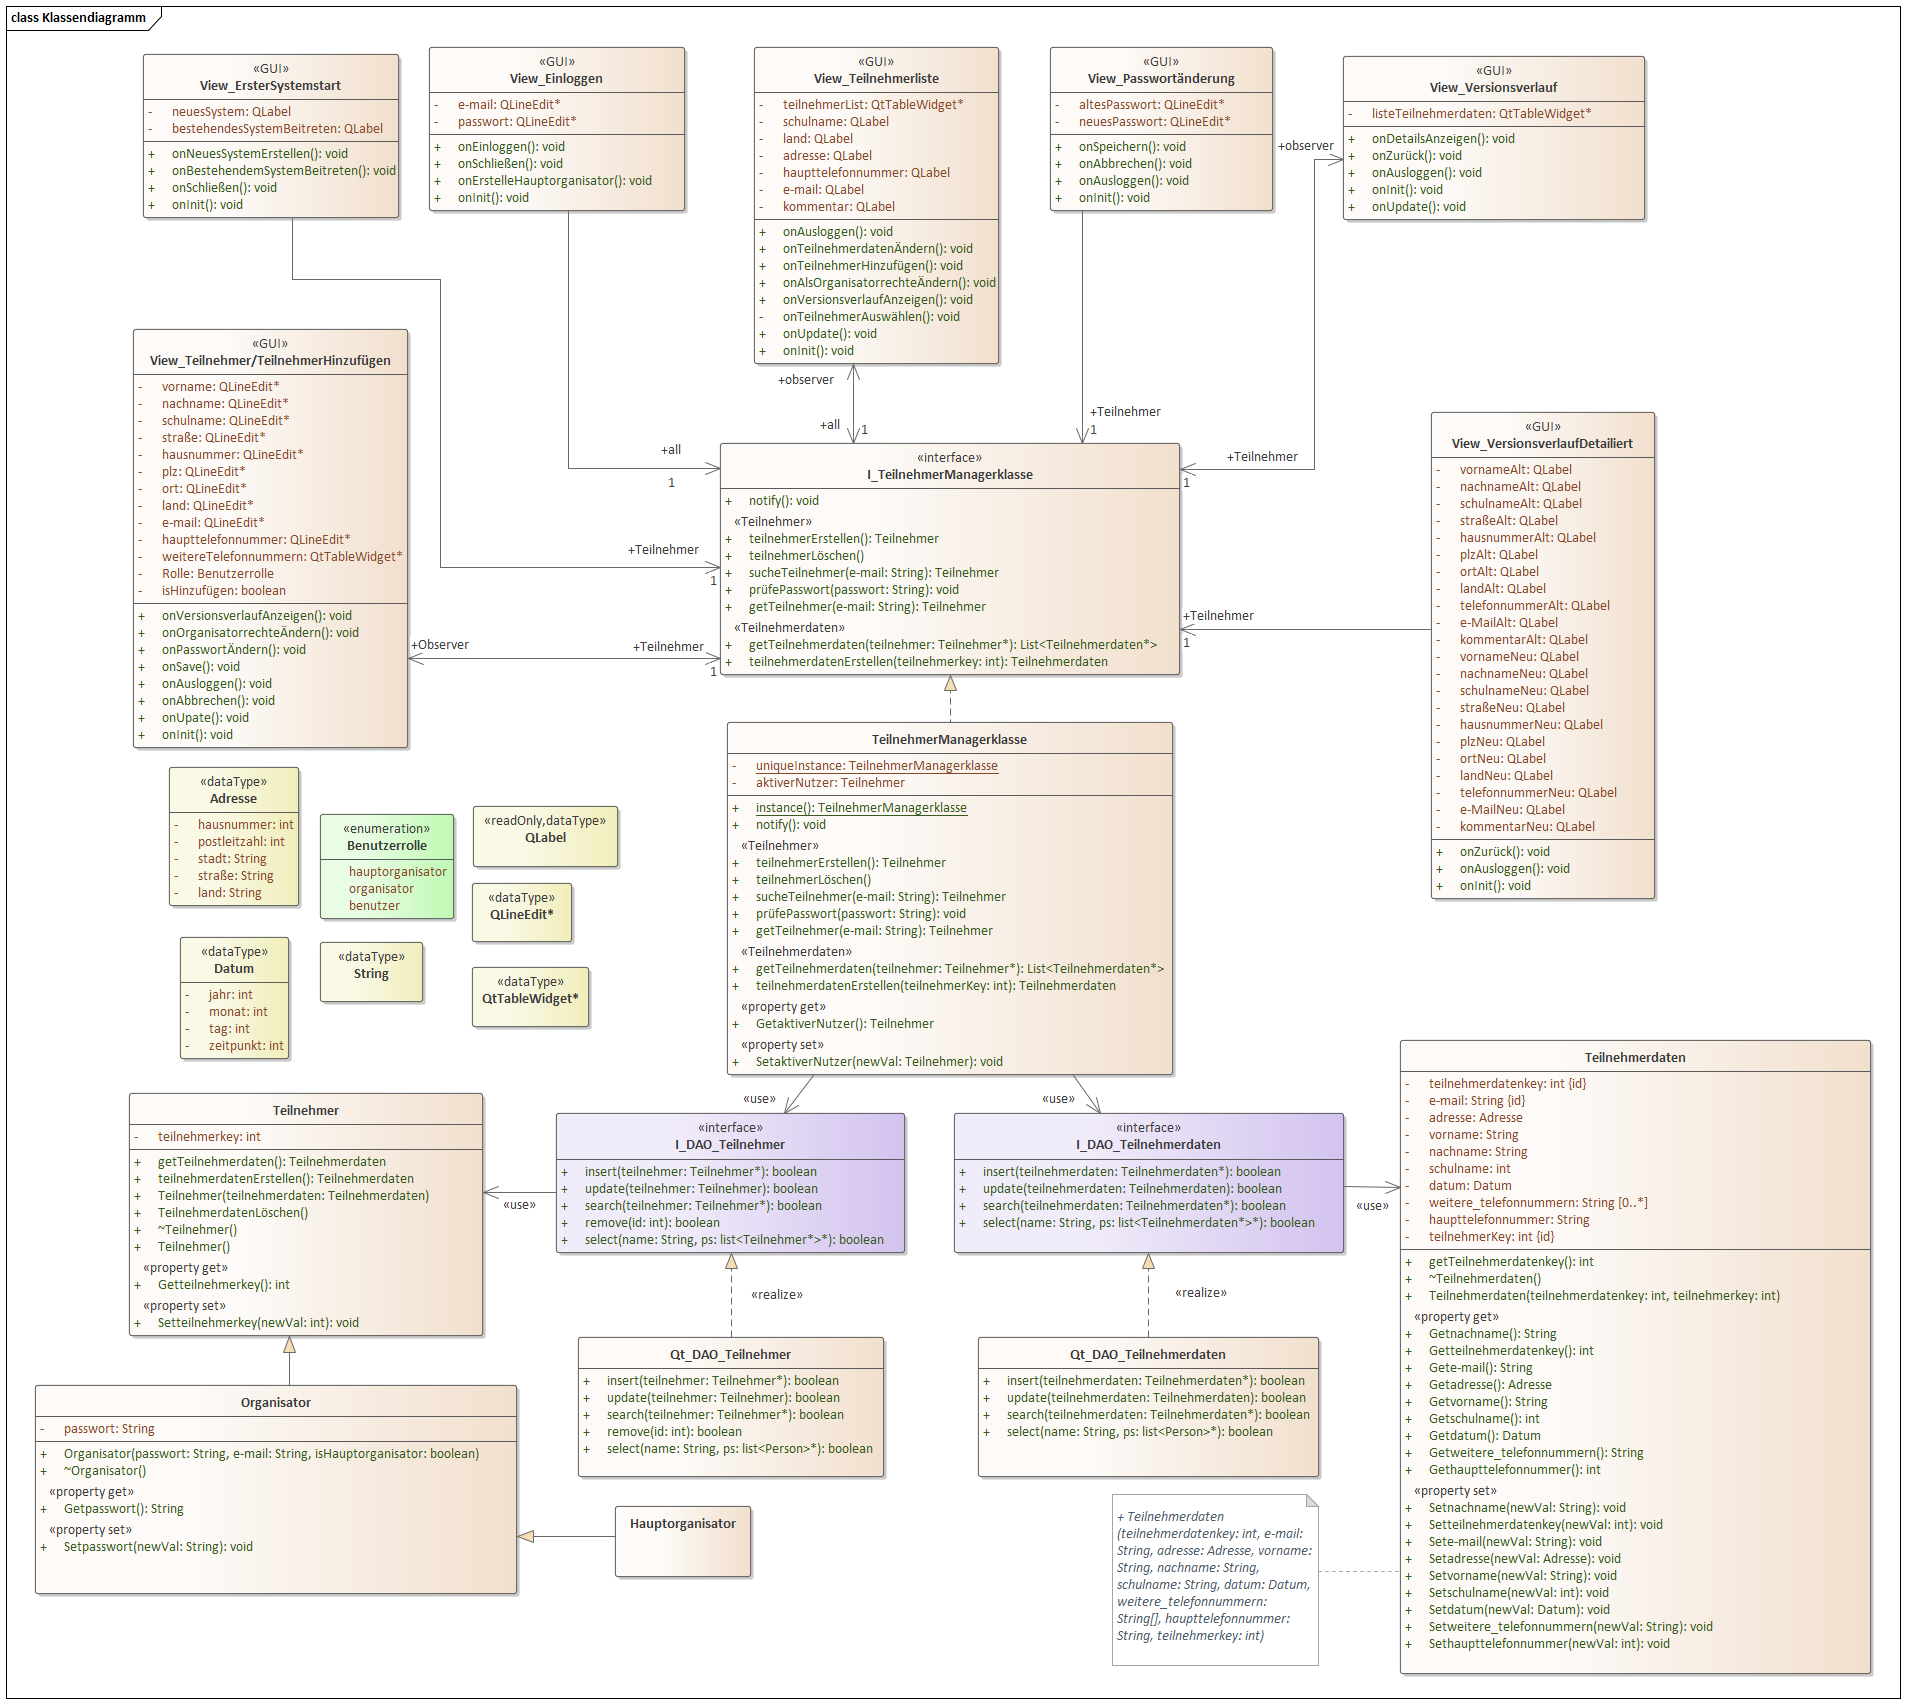 class Klassendiagramm
«GUI»
View_ErsterSystemstart
- neuesSystem: QLabel
- bestehendesSystemBeitreten: QLabel
+ onNeuesSystemErstellen(): void
+ onBestehendemSystemBeitreten(): void
+ onSchließen(): void
+ onInit(): void
«GUI»
View_Einloggen
- e-mail: QLineEdit*
- passwort: QLineEdit*
+ onEinloggen(): void
+ onSchließen(): void
+ onErstelleHauptorganisator(): void
+ onInit(): void
«GUI»
View_Teilnehmerliste
- teilnehmerList: QtTableWidget*
- schulname: QLabel
- land: QLabel
- adresse: QLabel
- haupttelefonnummer: QLabel
- e-mail: QLabel
- kommentar: QLabel
+ onAusloggen(): void
+ onTeilnehmerdatenÄndern(): void
+ onTeilnehmerHinzufügen(): void
+ onAlsOrganisatorrechteÄndern(): void
+ onVersionsverlaufAnzeigen(): void
- onTeilnehmerAuswählen(): void
+ onUpdate(): void
+ onInit(): void
«GUI»
View_Passwortänderung
- altesPasswort: QLineEdit*
- neuesPasswort: QLineEdit*
+ onSpeichern(): void
+ onAbbrechen(): void
+ onAusloggen(): void
+ onInit(): void
«GUI»
View_Versionsverlauf
- listeTeilnehmerdaten: QtTableWidget*
+ onDetailsAnzeigen(): void
+ onZurück(): void
+ onAusloggen(): void
+ onInit(): void
+ onUpdate(): void
+observer
«GUI»
View_Teilnehmer/TeilnehmerHinzufügen
- vorname: QLineEdit*
- nachname: QLineEdit*
- schulname: QLineEdit*
- straße: QLineEdit*
- hausnummer: QLineEdit*
- plz: QLineEdit*
- ort: QLineEdit*
- land: QLineEdit*
- e-mail: QLineEdit*
- haupttelefonnummer: QLineEdit*
- weitereTelefonnummern: QtTableWidget*
- Rolle: Benutzerrolle
- isHinzufügen: boolean
+ onVersionsverlaufAnzeigen(): void
+ onOrganisatorrechteÄndern(): void
+ onPasswortÄndern(): void
+ onSave(): void
+ onAusloggen(): void
+ onAbbrechen(): void
+ onUpate(): void
+ onInit(): void
+observer
+all
1
+Teilnehmer
1
+all
1
+Teilnehmer
1
+Teilnehmer
1
+Observer
+Teilnehmer
1
+Teilnehmer
1
«interface»
I_TeilnehmerManagerklasse
+ notify(): void
«Teilnehmer»
+ teilnehmerErstellen(): Teilnehmer
+ teilnehmerLöschen()
+ sucheTeilnehmer(e-mail: String): Teilnehmer
+ prüfePasswort(passwort: String): void
+ getTeilnehmer(e-mail: String): Teilnehmer
«Teilnehmerdaten»
+ getTeilnehmerdaten(teilnehmer: Teilnehmer*): List<Teilnehmerdaten*>
+ teilnehmerdatenErstellen(teilnehmerkey: int): Teilnehmerdaten
«GUI»
View_VersionsverlaufDetailiert
- vornameAlt: QLabel
- nachnameAlt: QLabel
- schulnameAlt: QLabel
- straßeAlt: QLabel
- hausnummerAlt: QLabel
- plzAlt: QLabel
- ortAlt: QLabel
- landAlt: QLabel
- telefonnummerAlt: QLabel
- e-MailAlt: QLabel
- kommentarAlt: QLabel
- vornameNeu: QLabel
- nachnameNeu: QLabel
- schulnameNeu: QLabel
- straßeNeu: QLabel
- hausnummerNeu: QLabel
- plzNeu: QLabel
- ortNeu: QLabel
- landNeu: QLabel
- telefonnummerNeu: QLabel
- e-MailNeu: QLabel
- kommentarNeu: QLabel
+ onZurück(): void
+ onAusloggen(): void
+ onInit(): void
TeilnehmerManagerklasse
- uniqueInstance: TeilnehmerManagerklasse
- aktiverNutzer: Teilnehmer
+ instance(): TeilnehmerManagerklasse
+ notify(): void
«Teilnehmer»
+ teilnehmerErstellen(): Teilnehmer
+ teilnehmerLöschen()
+ sucheTeilnehmer(e-mail: String): Teilnehmer
+ prüfePasswort(passwort: String): void
+ getTeilnehmer(e-mail: String): Teilnehmer
«Teilnehmerdaten»
+ getTeilnehmerdaten(teilnehmer: Teilnehmer*): List<Teilnehmerdaten*>
+ teilnehmerdatenErstellen(teilnehmerKey: int): Teilnehmerdaten
«property get»
+ GetaktiverNutzer(): Teilnehmer
«property set»
+ SetaktiverNutzer(newVal: Teilnehmer): void
«dataType»
Adresse
- hausnummer: int
- postleitzahl: int
- stadt: String
- straße: String
- land: String
«enumeration»
Benutzerrolle
hauptorganisator
organisator
benutzer
«readOnly,dataType»
QLabel
«dataType»
QLineEdit*
«dataType»
Datum
- jahr: int
- monat: int
- tag: int
- zeitpunkt: int
«dataType»
String
«dataType»
QtTableWidget*
Teilnehmer
- teilnehmerkey: int
+ getTeilnehmerdaten(): Teilnehmerdaten
+ teilnehmerdatenErstellen(): Teilnehmerdaten
+ Teilnehmer(teilnehmerdaten: Teilnehmerdaten)
+ TeilnehmerdatenLöschen()
+ ~Teilnehmer()
+ Teilnehmer()
«property get»
+ Getteilnehmerkey(): int
«property set»
+ Setteilnehmerkey(newVal: int): void
«use»
«use»
«use»
«use»
«interface»
I_DAO_Teilnehmer
+ insert(teilnehmer: Teilnehmer*): boolean
+ update(teilnehmer: Teilnehmer): boolean
+ search(teilnehmer: Teilnehmer*): boolean
+ remove(id: int): boolean
+ select(name: String, ps: list<Teilnehmer*>*): boolean
«interface»
I_DAO_Teilnehmerdaten
+ insert(teilnehmerdaten: Teilnehmerdaten*): boolean
+ update(teilnehmerdaten: Teilnehmerdaten): boolean
+ search(teilnehmerdaten: Teilnehmerdaten*): boolean
+ select(name: String, ps: list<Teilnehmerdaten*>*): boolean
Teilnehmerdaten
- teilnehmerdatenkey: int {id}
- e-mail: String {id}
- adresse: Adresse
- vorname: String
- nachname: String
- schulname: int
- datum: Datum
- weitere_telefonnummern: String [0..*]
- haupttelefonnummer: String
- teilnehmerKey: int {id}
+ getTeilnehmerdatenkey(): int
+ ~Teilnehmerdaten()
+ Teilnehmerdaten(teilnehmerdatenkey: int, teilnehmerkey: int)
«property get»
+ Getnachname(): String
+ Getteilnehmerdatenkey(): int
+ Gete-mail(): String
+ Getadresse(): Adresse
+ Getvorname(): String
+ Getschulname(): int
+ Getdatum(): Datum
+ Getweitere_telefonnummern(): String
+ Gethaupttelefonnummer(): int
«property set»
+ Setnachname(newVal: String): void
+ Setteilnehmerdatenkey(newVal: int): void
+ Sete-mail(newVal: String): void
+ Setadresse(newVal: Adresse): void
+ Setvorname(newVal: String): void
+ Setschulname(newVal: int): void
+ Setdatum(newVal: Datum): void
+ Setweitere_telefonnummern(newVal: String): void
+ Sethaupttelefonnummer(newVal: int): void
«realize»
«realize»
Organisator
- passwort: String
+ Organisator(passwort: String, e-mail: String, isHauptorganisator: boolean)
+ ~Organisator()
«property get»
+ Getpasswort(): String
«property set»
+ Setpasswort(newVal: String): void
Qt_DAO_Teilnehmer
+ insert(teilnehmer: Teilnehmer*): boolean
+ update(teilnehmer: Teilnehmer): boolean
+ search(teilnehmer: Teilnehmer*): boolean
+ remove(id: int): boolean
+ select(name: String, ps: list<Person>*): boolean
Qt_DAO_Teilnehmerdaten
+ insert(teilnehmerdaten: Teilnehmerdaten*): boolean
+ update(teilnehmerdaten: Teilnehmerdaten): boolean
+ search(teilnehmerdaten: Teilnehmerdaten*): boolean
+ select(name: String, ps: list<Person>*): boolean
Hauptorganisator
+ Teilnehmerdaten
(teilnehmerdatenkey: int, e-mail:
String, adresse: Adresse, vorname:
String, nachname: String,
schulname: String, datum: Datum,
weitere_telefonnummern:
String[], haupttelefonnummer:
String, teilnehmerkey: int)